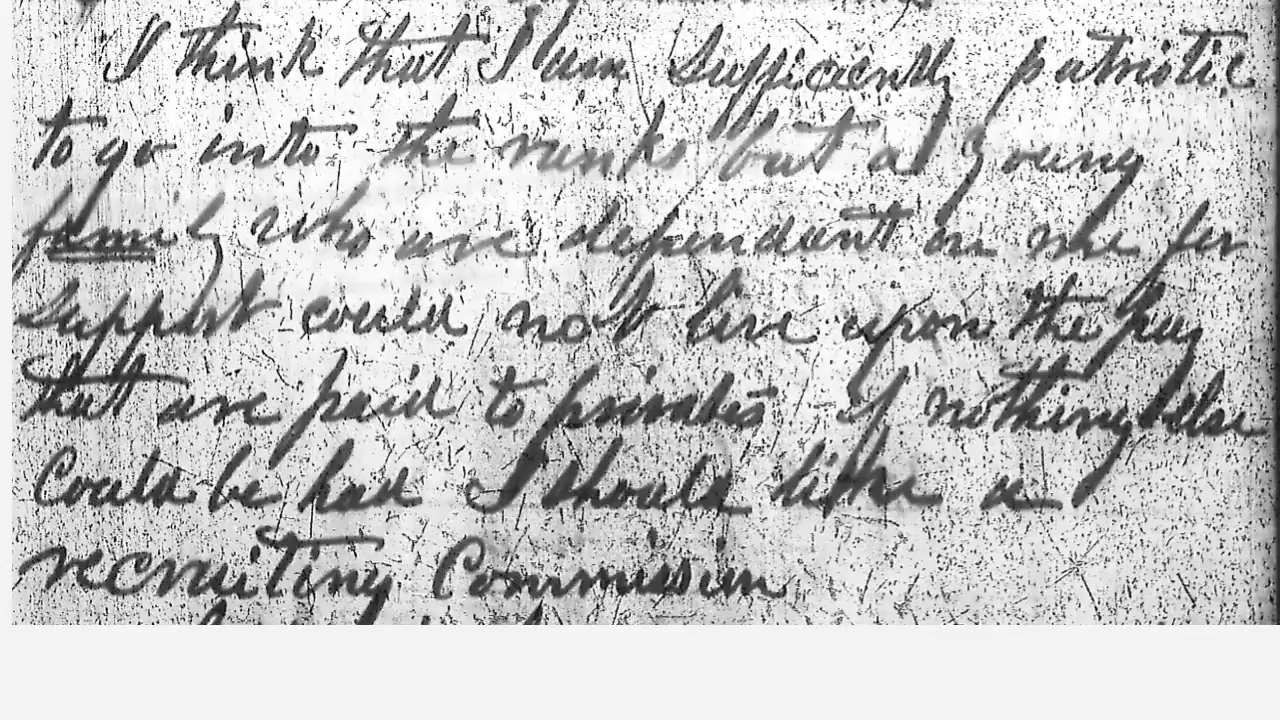 I think that I am Sufficiently patriotic
to go into the ranks but a young
family who are dependant on me for
Support could not live upon the pay
that are paid to privates if nothing else
Could be had I should like a
recruiting Commission